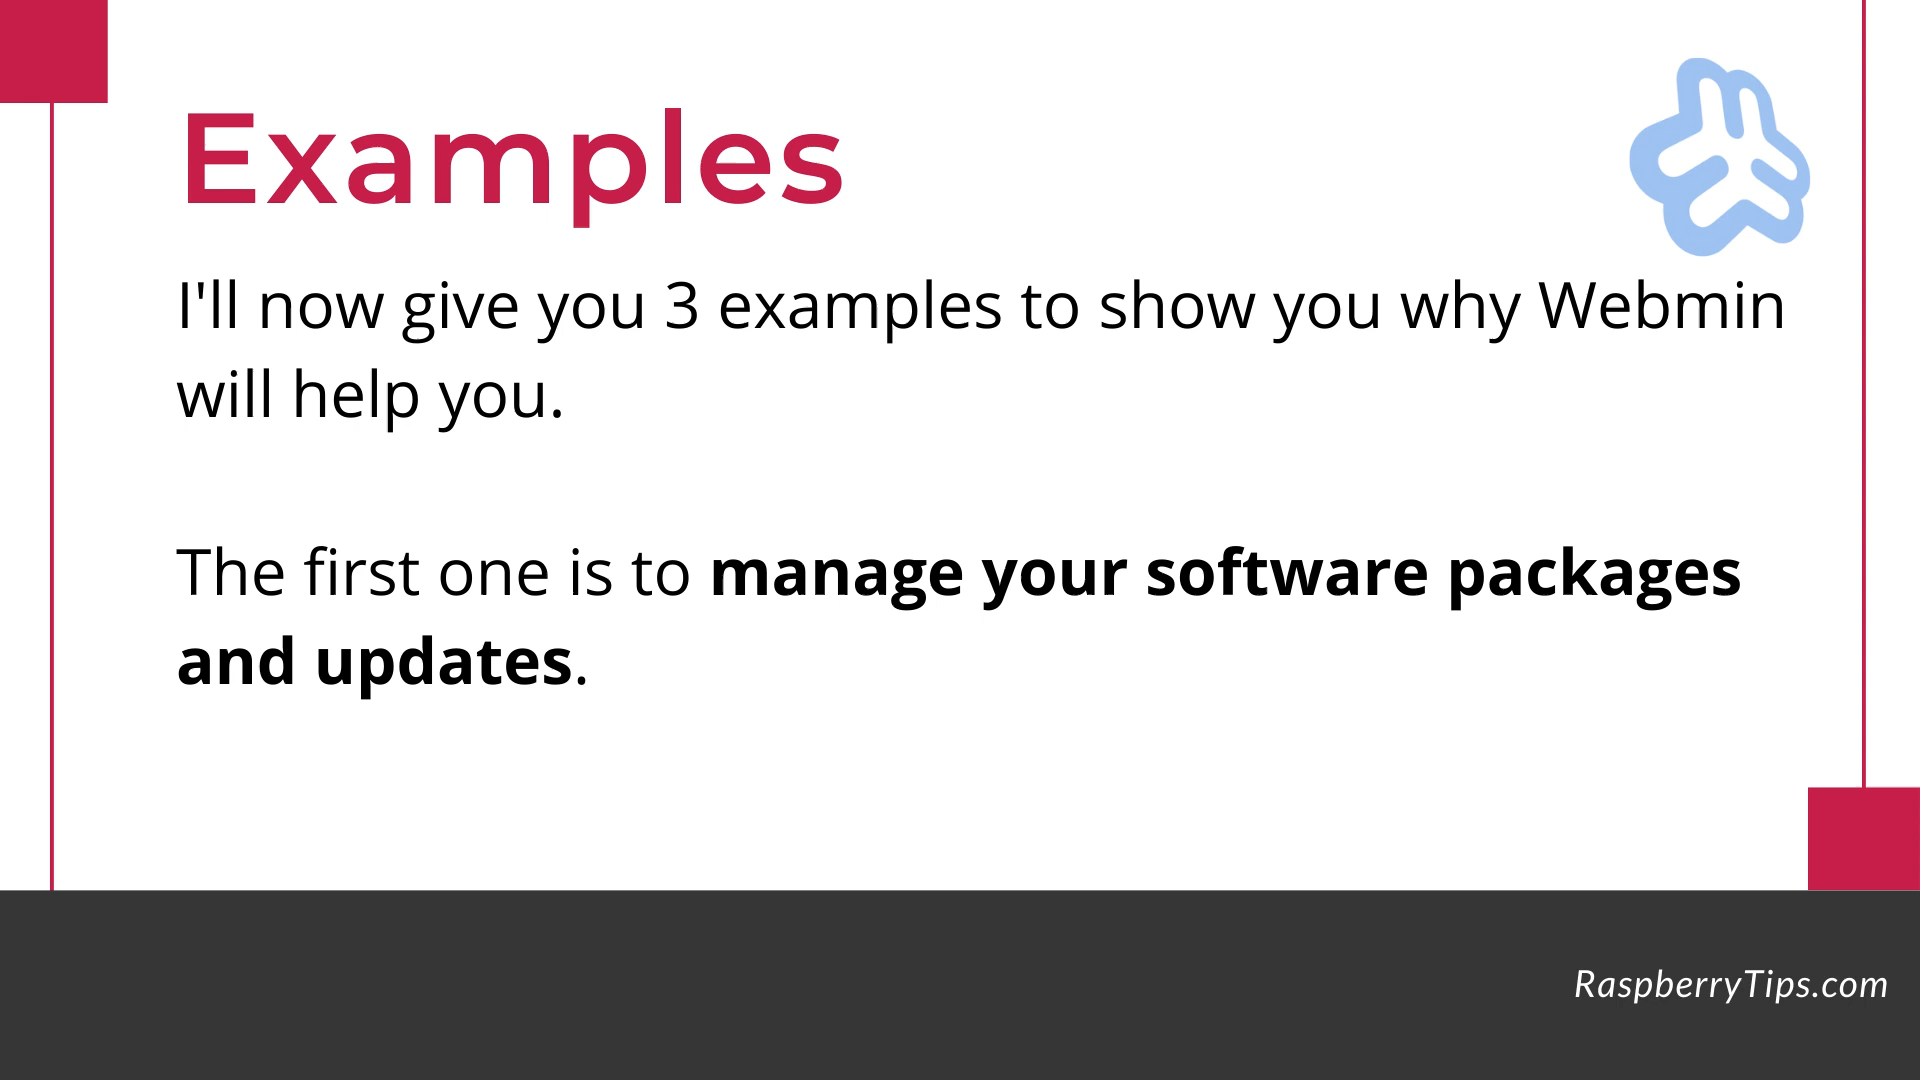 Examples
I'll now give you 3 examples to show you why Webmin
will help you.
The first one is to manage your software packages
and updates.
RaspberryTips.com